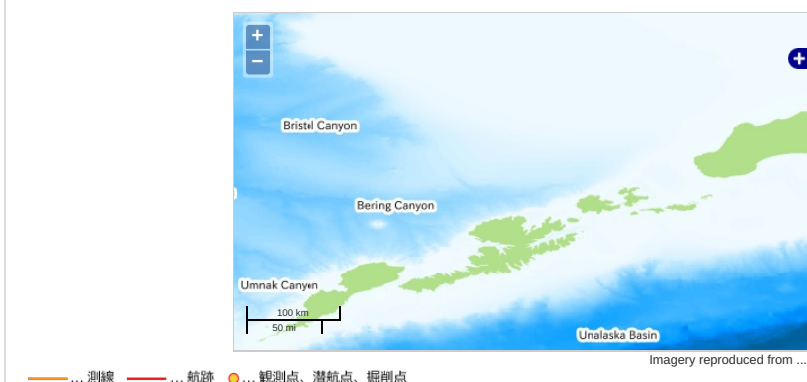 +
−
+
Bristol Canyon
Bering Canyon
Umnak Canyon
100 km
50 mi
Unalaska Basin
Imagery reproduced from ...
... 測線 ... 航跡 ... 観測点、潜航点、掘削点